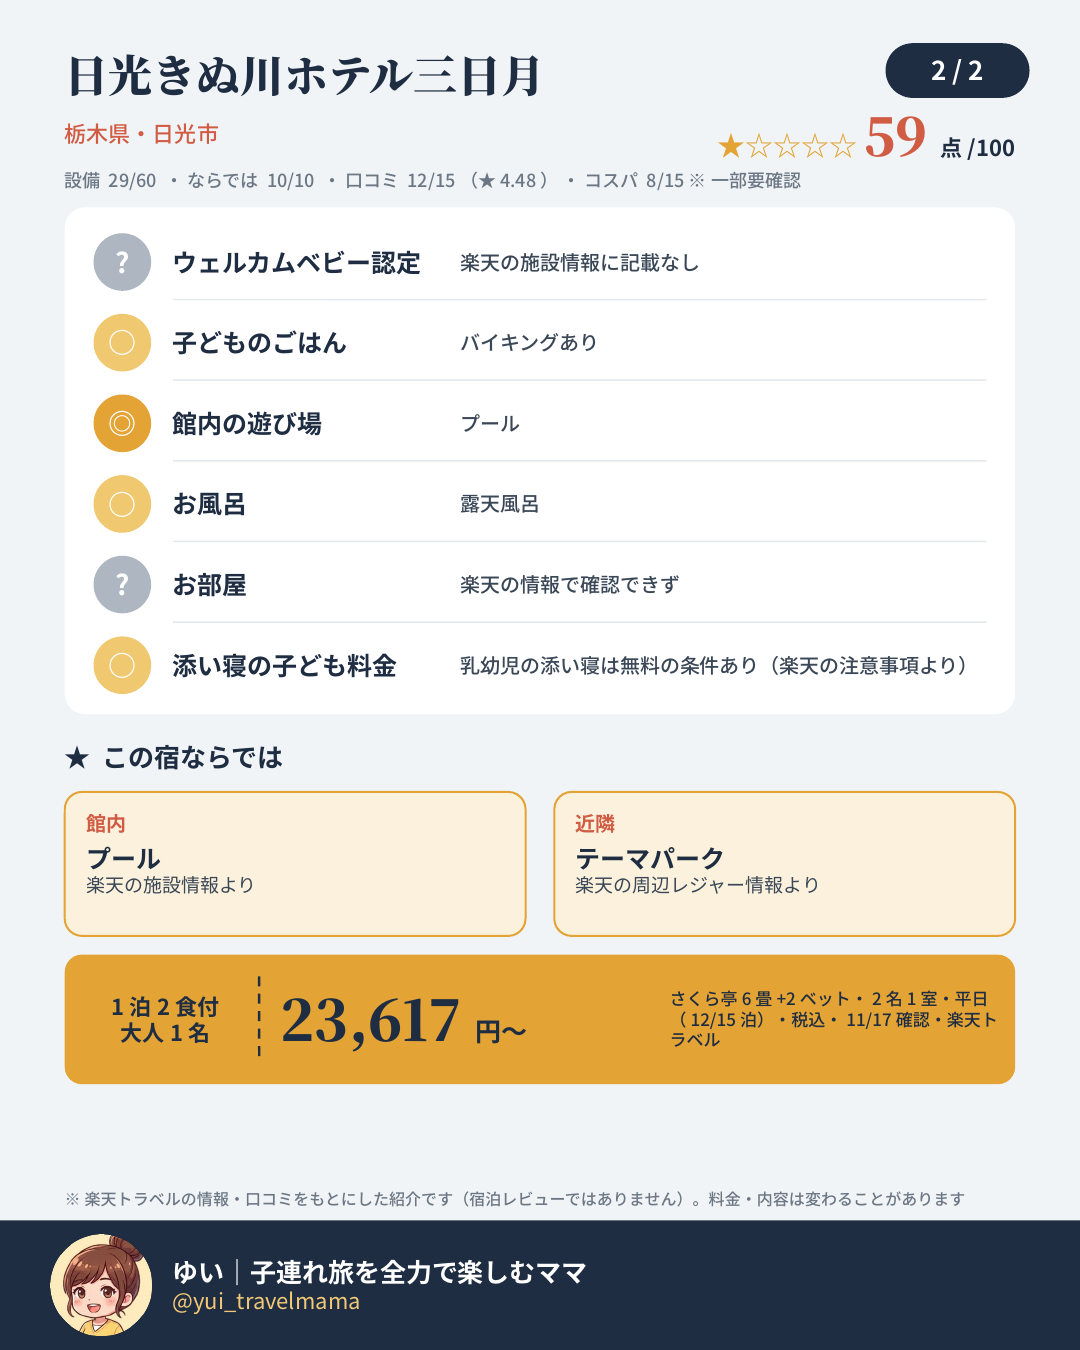 日光きぬ川ホテル三日月
2 / 2
栃木県・日光市
★☆☆☆☆ 59 点 /100
設備 29/60 ・ ならでは 10/10 ・ 口コミ 12/15 （★ 4.48 ） ・ コスパ 8/15 ※ 一部要確認
? ウェルカムベビー認定 楽天の施設情報に記載なし
○ 子どものごはん バイキングあり
◎ 館内の遊び場 プール
○ お風呂 露天風呂
? お部屋 楽天の情報で確認できず
○ 添い寝の子ども料金 乳幼児の添い寝は無料の条件あり（楽天の注意事項より）
★ この宿ならでは
館内
プール
楽天の施設情報より
近隣
テーマパーク
楽天の周辺レジャー情報より
1 泊 2 食付
大人 1 名
23,617 円〜
さくら亭 6 畳 +2 ベット・ 2 名 1 室・平日
（ 12/15 泊）・税込・ 11/17 確認・楽天ト
ラベル
※ 楽天トラベルの情報・口コミをもとにした紹介です（宿泊レビューではありません）。料金・内容は変わることがあります
ゆい｜子連れ旅を全力で楽しむママ
@yui_travelmama